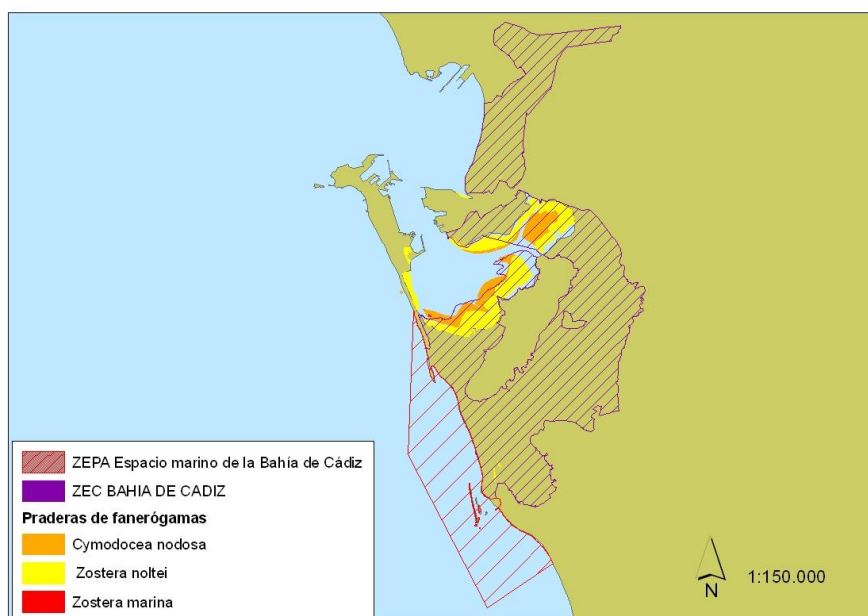 ZEPA Espacio marino de la Bahía de Cádiz
ZEC BAHIA DE CADIZ
Praderas de fanerógamas
Cymodocea nodosa
Zostera noltei
Zostera marina
N
1:150.000